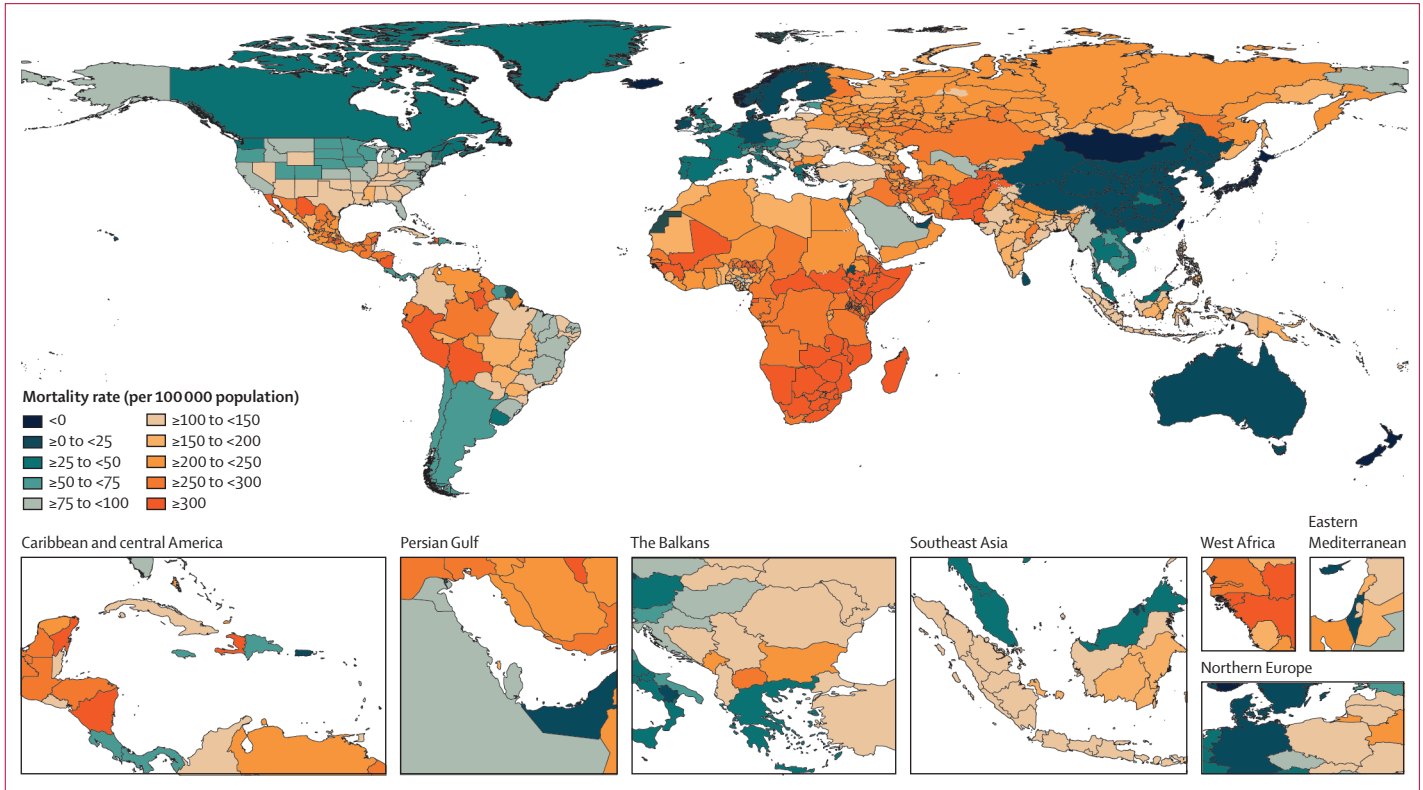 Mortality rate (per 100 000 population)
<0
≥0 to <25
≥25 to <50
≥50 to <75
≥75 to <100
≥100 to <150
≥150 to <200
≥200 to <250
≥250 to <300
≥300
Caribbean and central America
Persian Gulf
The Balkans
Southeast Asia
West Africa
Eastern
Mediterranean
Northern Europe